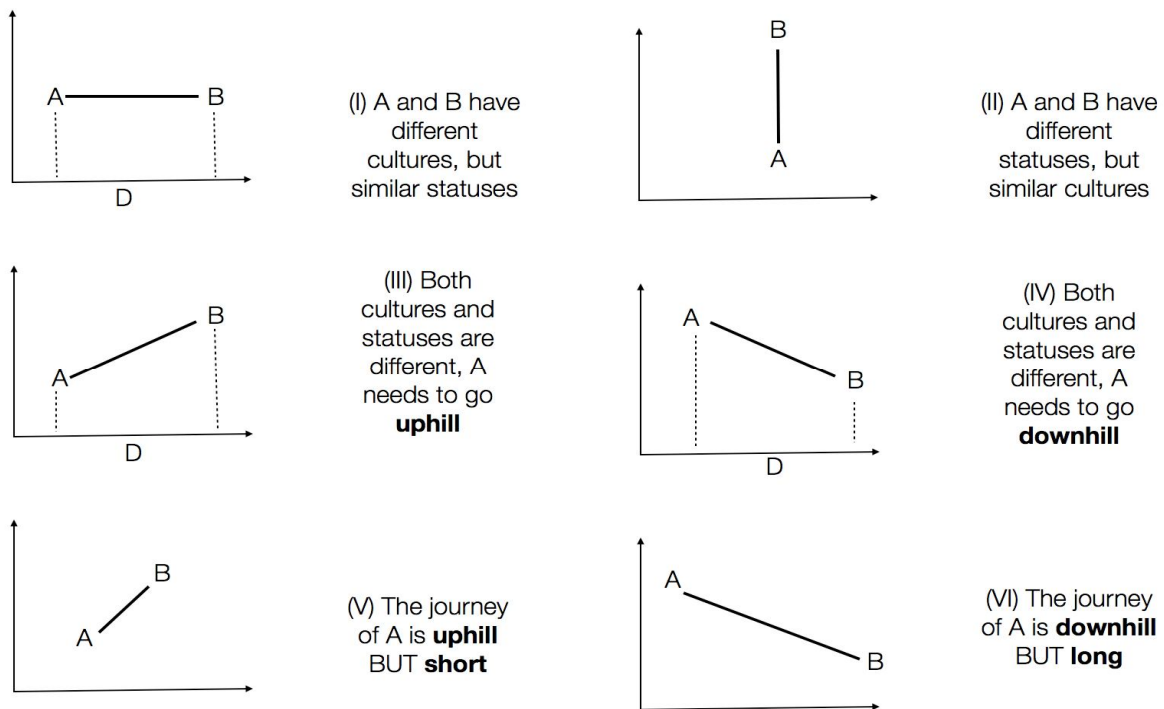 A
B
D
(I) A and B have
different
cultures, but
similar statuses
B
A
(II) A and B have
different
statuses, but
similar cultures
A
B
D
(III) Both
cultures and
statuses are
different, A
needs to go
uphill
A
B
D
(IV) Both
cultures and
statuses are
different, A
needs to go
downhill
B
A
(V) The journey
of A is uphill
BUT short
A
B
(VI) The journey
of A is downhill
BUT long